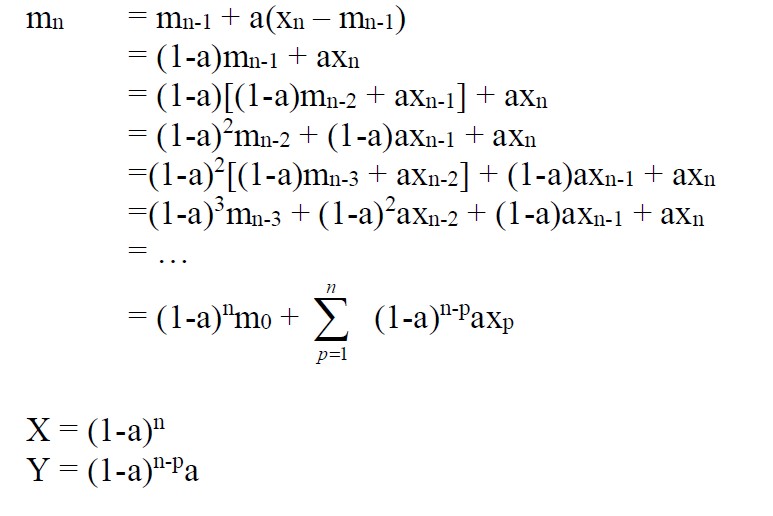 mₙ = mₙ₋₁ + a(xₙ – mₙ₋₁)
= (1-a)mₙ₋₁ + axₙ
= (1-a)[(1-a)mₙ₋₂ + axₙ₋₁] + axₙ
= (1-a)²mₙ₋₂ + (1-a)axₙ₋₁ + axₙ
=(1-a)²[(1-a)mₙ₋₃ + axₙ₋₂] + (1-a)axₙ₋₁ + axₙ
=(1-a)³mₙ₋₃ + (1-a)²axₙ₋₂ + (1-a)axₙ₋₁ + axₙ
= …
= (1-a)ⁿm₀ + ∑ₚ₌₁ⁿ (1-a)ⁿ⁻ᵖaxₚ
X = (1-a)ⁿ
Y = (1-a)ⁿ⁻ᵖa